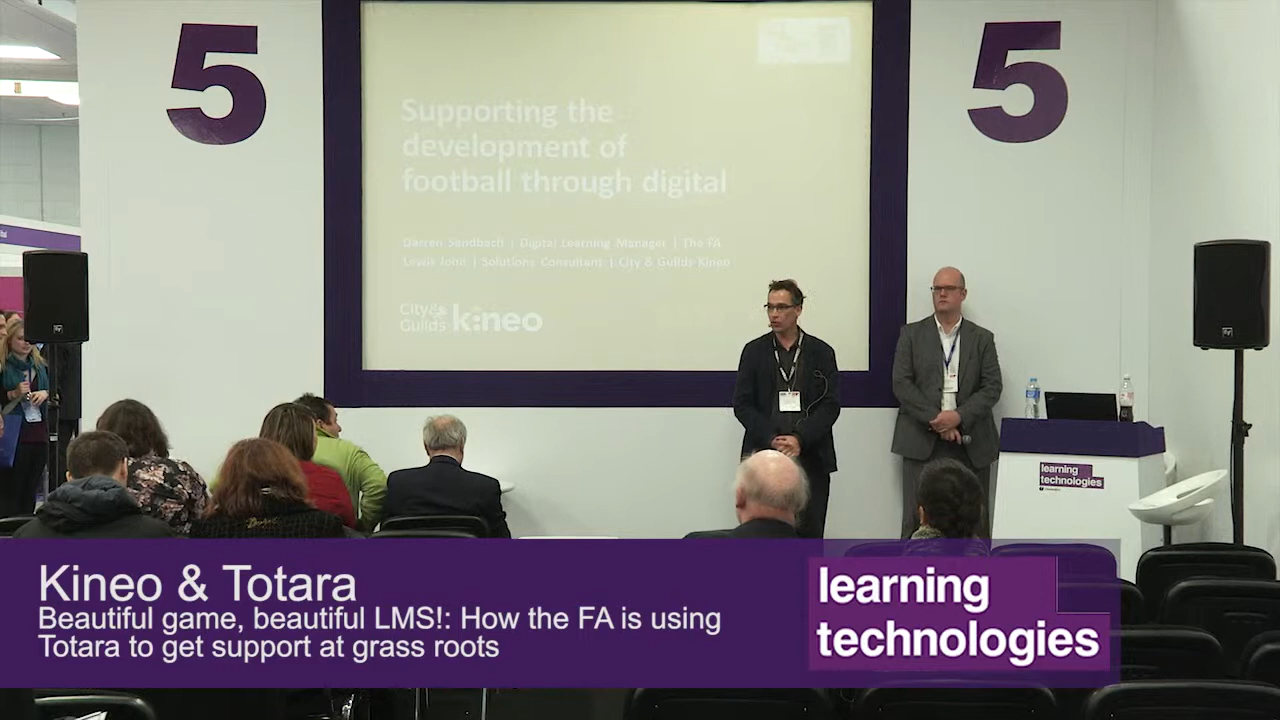 5
5
Supporting the
development of
football through digital
Darren Sandbach | Digital Learning Manager | The FA
Lewis John | Solutions Consultant | City & Guilds Kineo
City&
Guilds
kineo
learning
technologies
Kineo & Totara
Beautiful game, beautiful LMS!: How the FA is using
Totara to get support at grass roots
learning
technologies